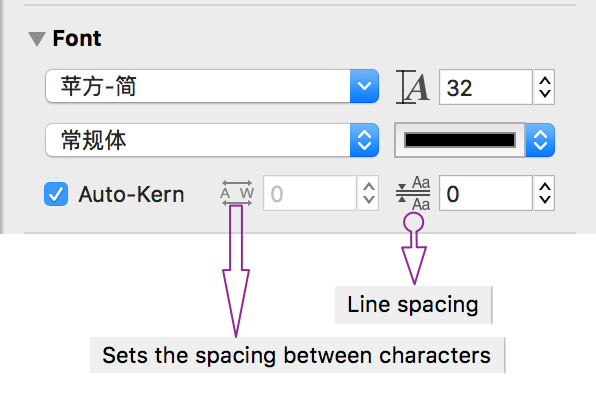 Font
苹方-简 A 32
常规体
Auto-Kern A W 0 Aa Aa 0
Line spacing
Sets the spacing between characters